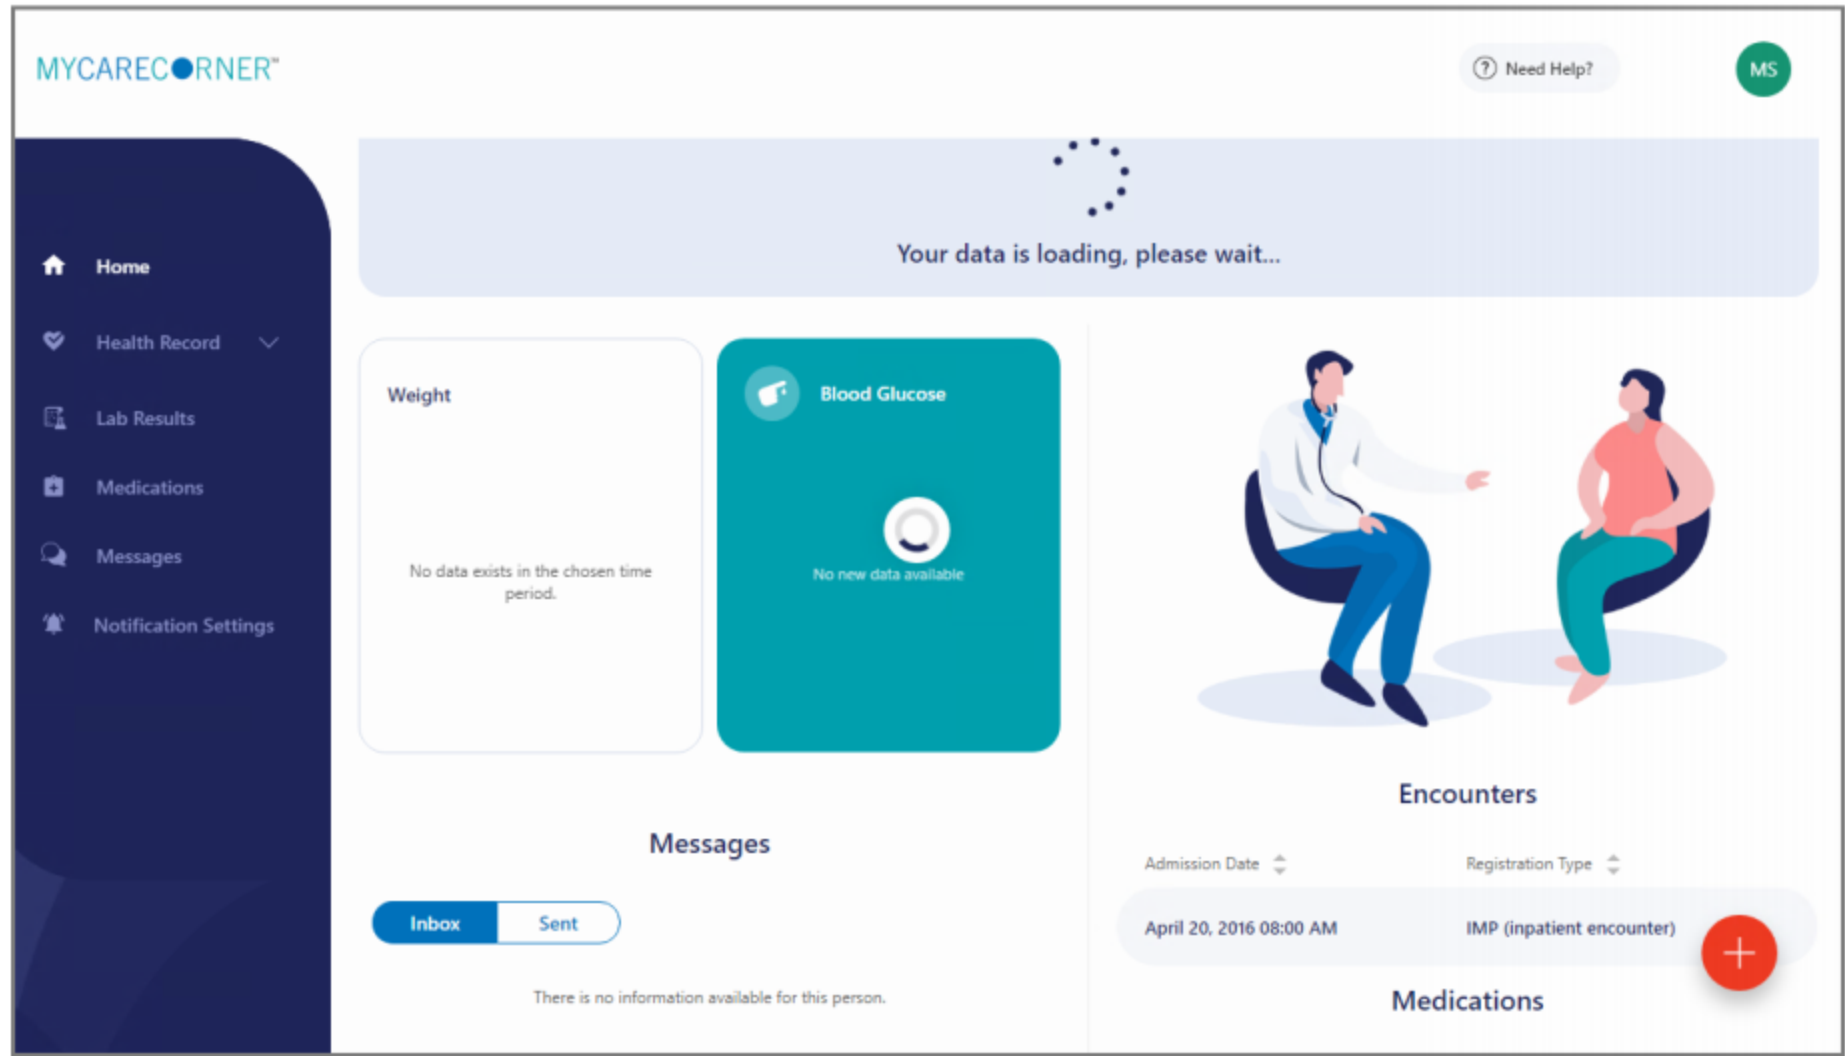 MYCARECORNER™
Need Help?
MS
Home
Health Record
Lab Results
Medications
Messages
Notification Settings
Your data is loading, please wait...
Weight
No data exists in the chosen time
period.
Blood Glucose
No new data available
Messages
Inbox
Sent
There is no information available for this person.
Encounters
Admission Date
Registration Type
April 20, 2016 08:00 AM
IMP (inpatient encounter)
Medications